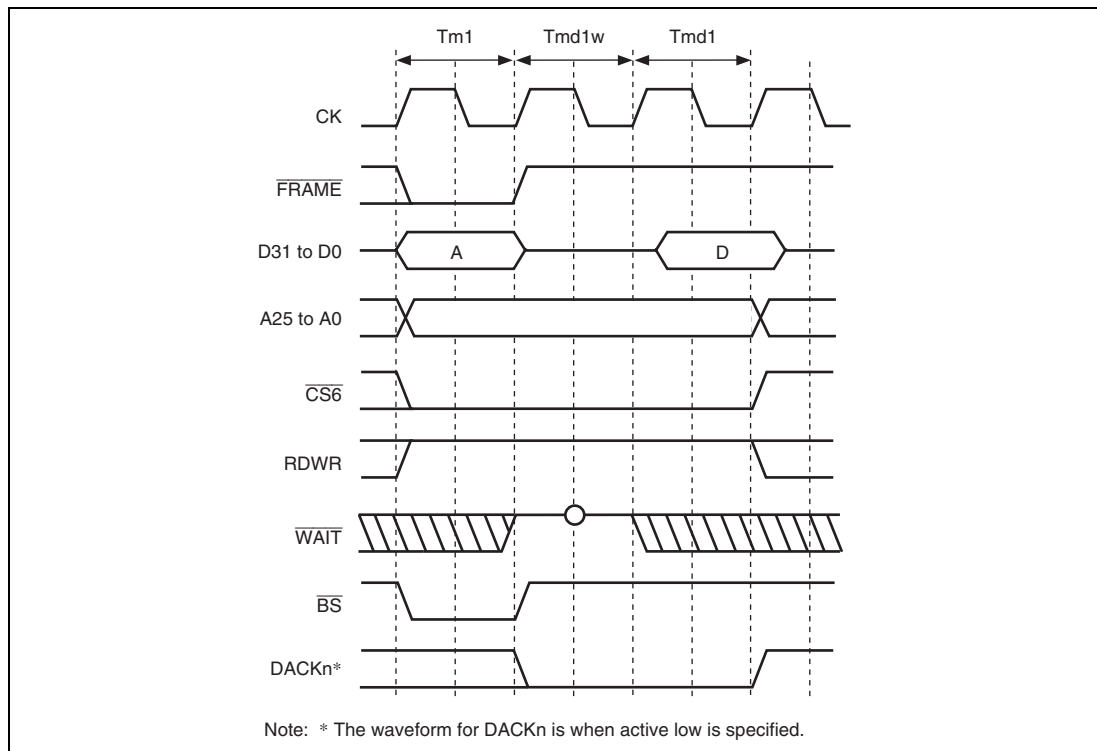 Tm1 Tmd1w Tmd1
CK
FRAME
D31 to D0 A D
A25 to A0
CS6
RDWR
WAIT
BS
DACKn*
Note: * The waveform for DACKn is when active low is specified.